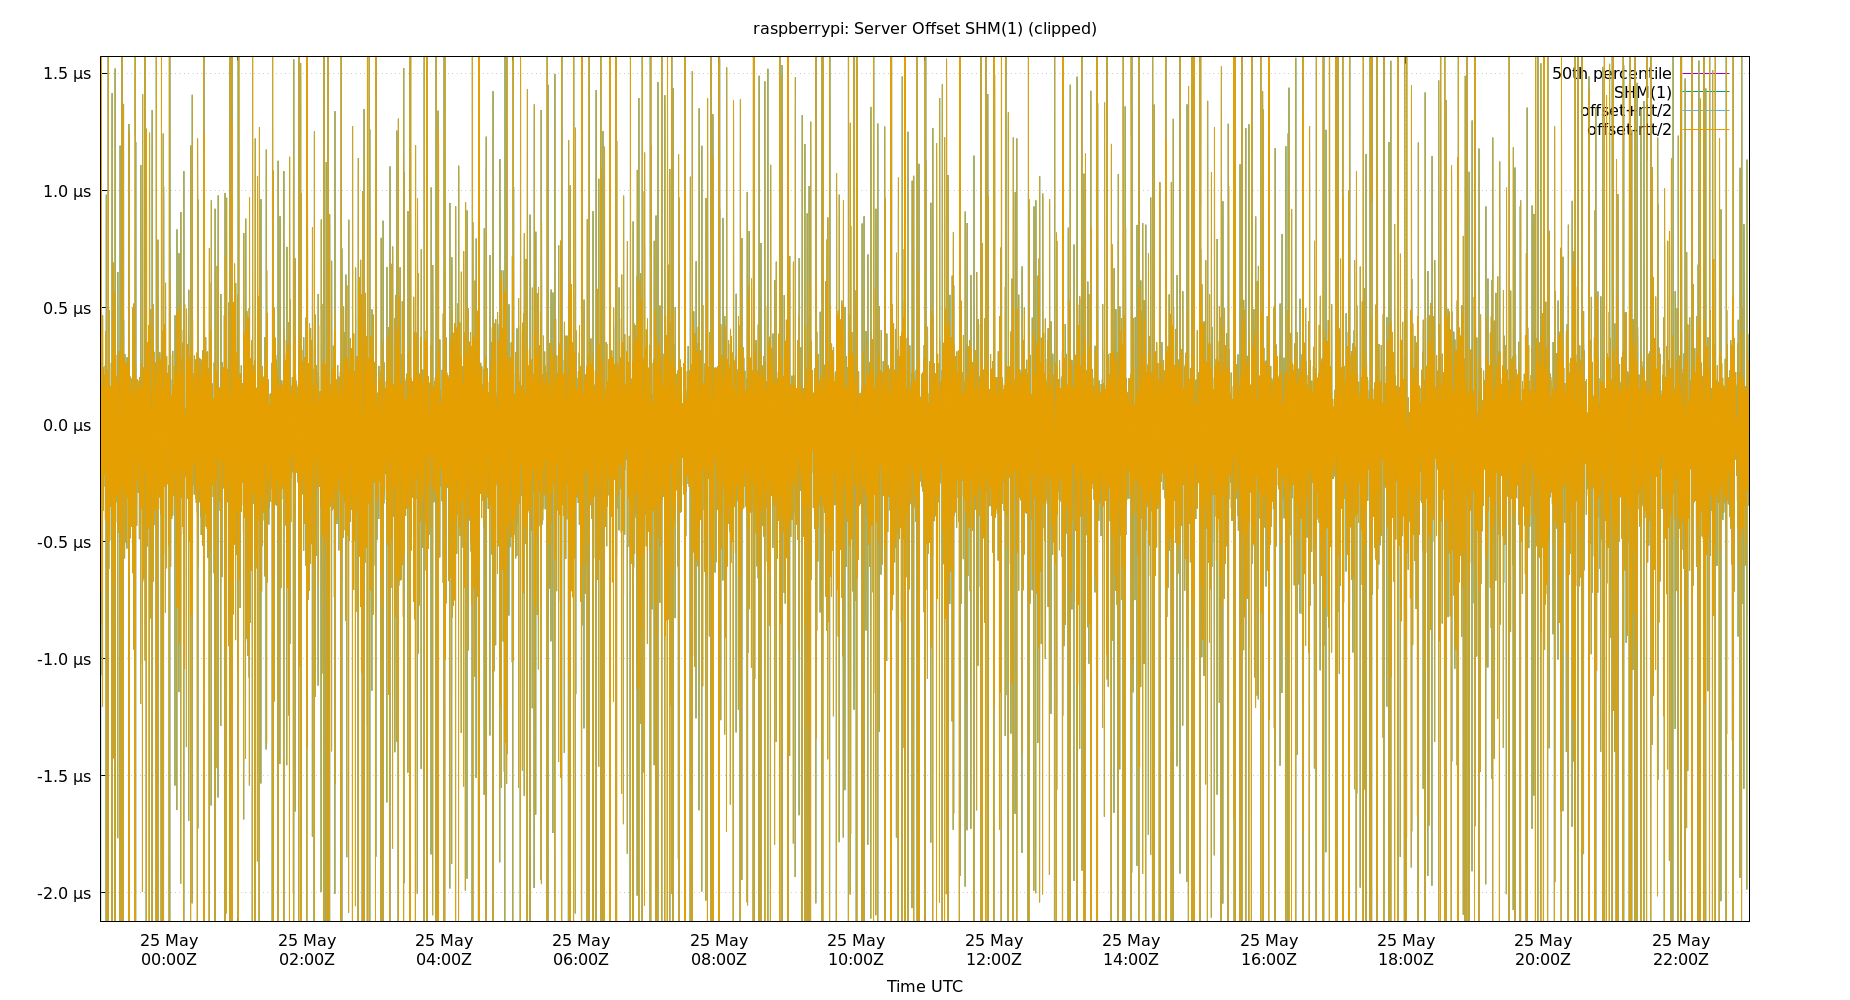 raspberrypi: Server Offset SHM(1) (clipped)
1.5 µs
1.0 µs
0.5 µs
0.0 µs
-0.5 µs
-1.0 µs
-1.5 µs
-2.0 µs
50th percentile
SHM(1)
offset+rtt/2
offset-rtt/2
25 May 25 May 25 May 25 May 25 May 25 May 25 May 25 May 25 May 25 May 25 May 25 May
00:00Z 02:00Z 04:00Z 06:00Z 08:00Z 10:00Z 12:00Z 14:00Z 16:00Z 18:00Z 20:00Z 22:00Z
Time UTC